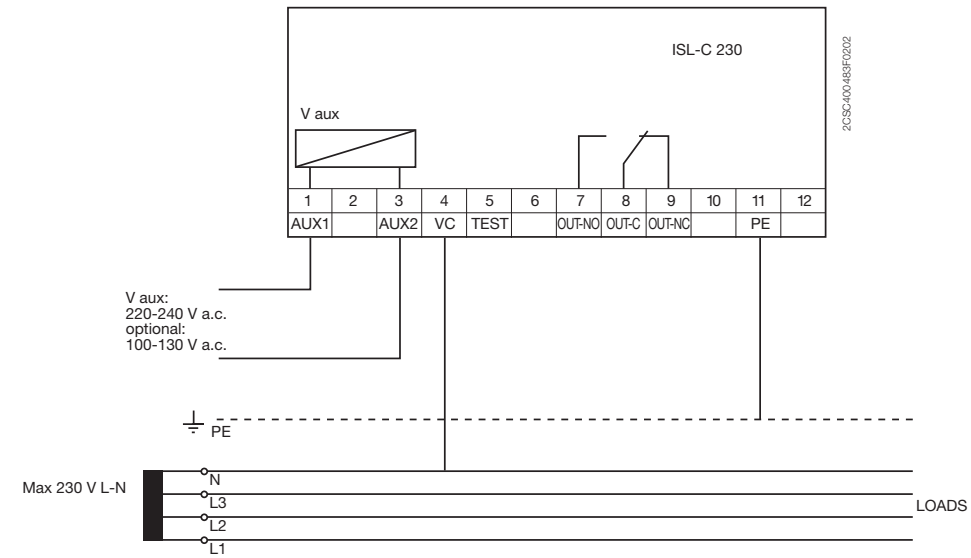 ISL-C 230
2CSC400483F0202
V aux
1 2 3 4 5 6 7 8 9 10 11 12
AUX1 AUX2 VC TEST OUT-NO OUT-C OUT-NC PE
V aux:
220-240 V a.c.
optional:
100-130 V a.c.
PE
Max 230 V L-N
N
L3
LOADS
L2
L1